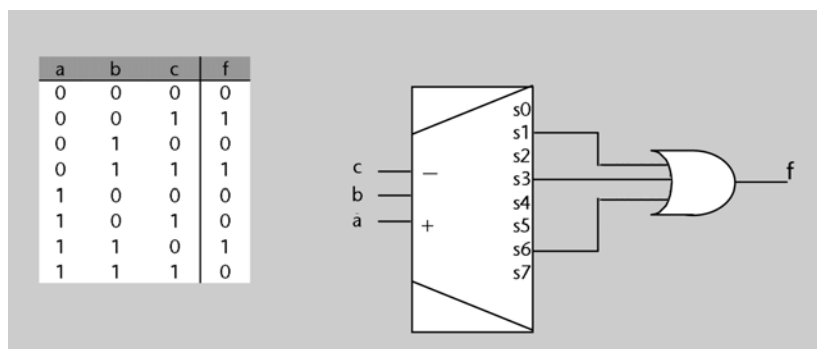 a b c f
0 0 0 0
0 0 1 1
0 1 0 0
0 1 1 1
1 0 0 0
1 0 1 0
1 1 0 1
1 1 1 0
c −
b
a +
s0
s1
s2
s3
s4
s5
s6
s7
f